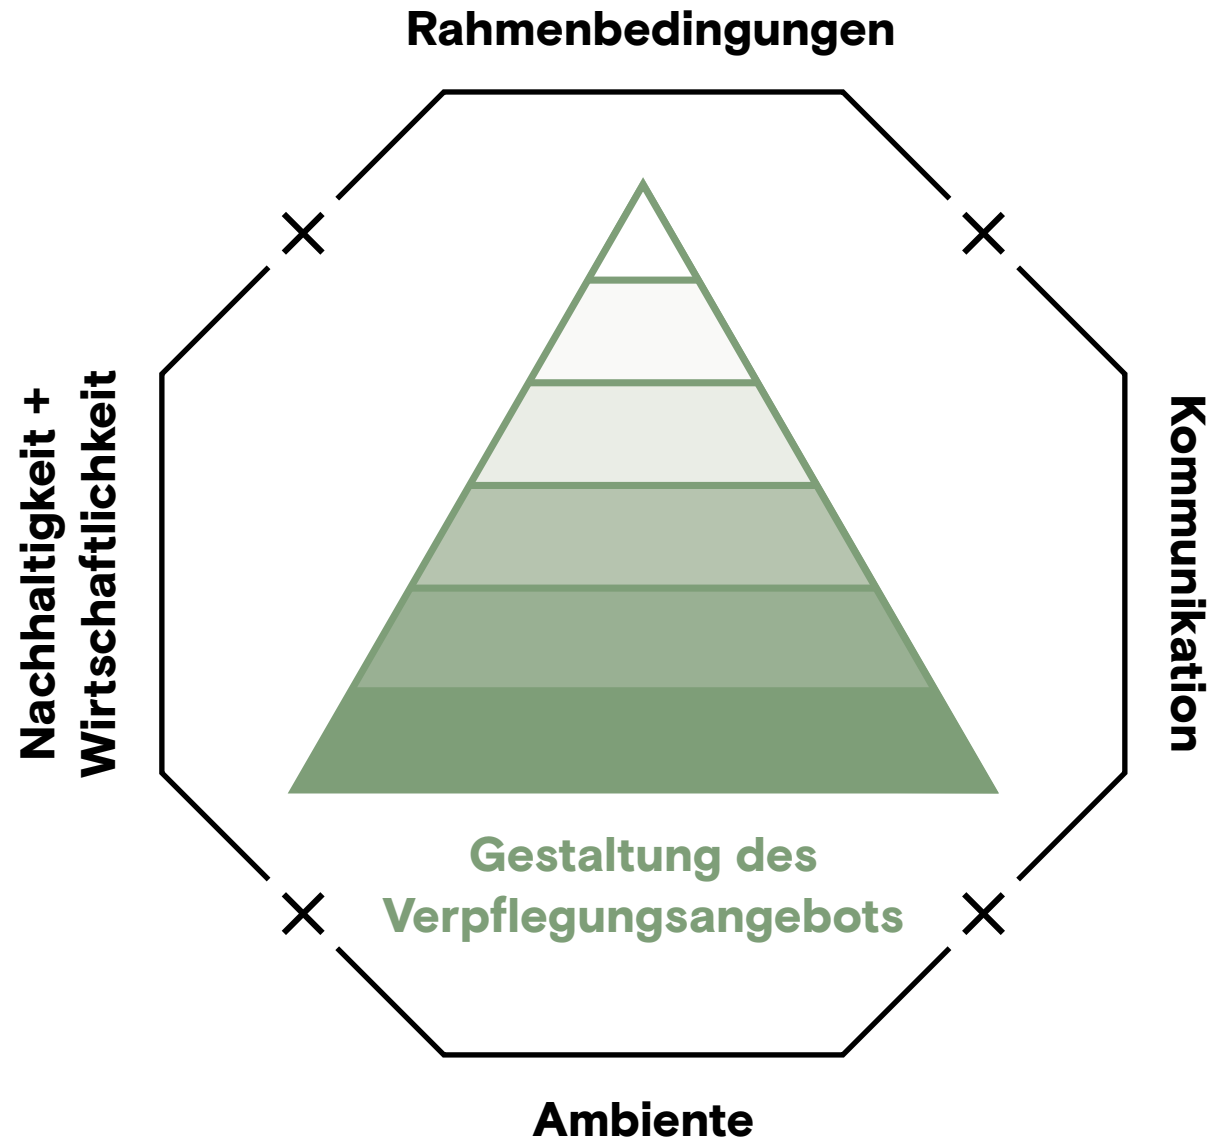 Rahmenbedingungen
Nachhaltigkeit +
Wirtschaftlichkeit
Kommunikation
Gestaltung des
Verpflegungsangebots
Ambiente